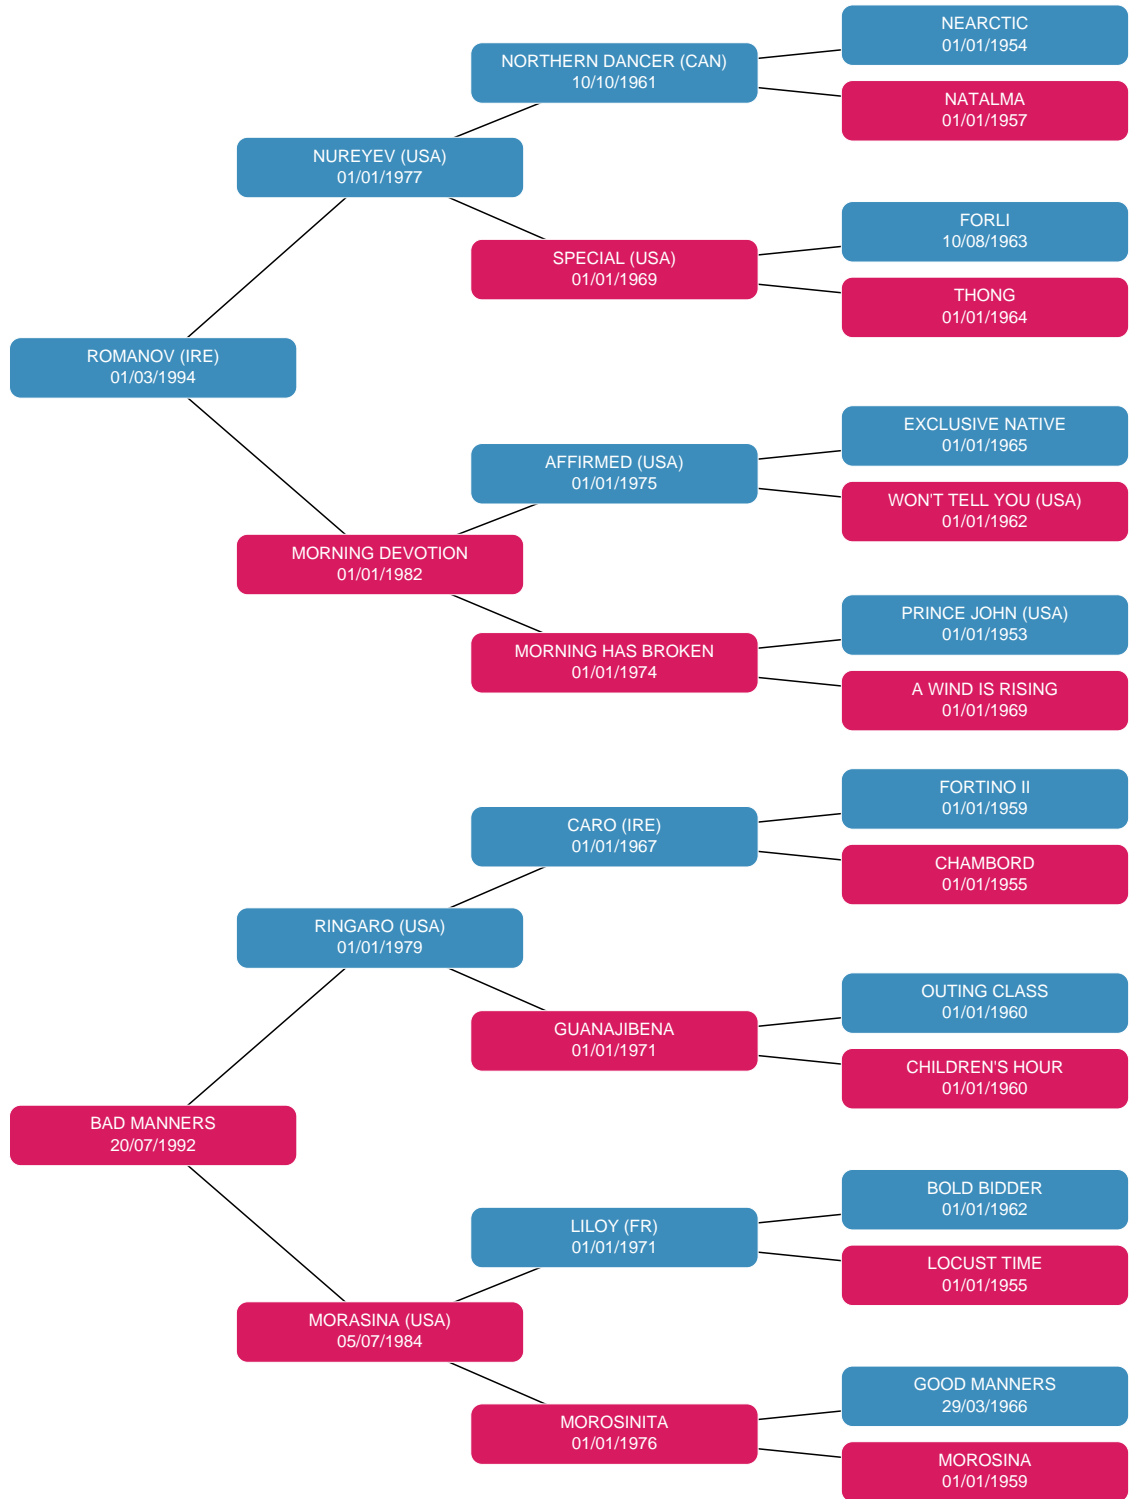 NEARCTIC
01/01/1954
NORTHERN DANCER (CAN)
10/10/1961
NATALMA
01/01/1957
NUREYEV (USA)
01/01/1977
FORLI
10/08/1963
SPECIAL (USA)
01/01/1969
THONG
01/01/1964
ROMANOV (IRE)
01/03/1994
EXCLUSIVE NATIVE
01/01/1965
AFFIRMED (USA)
01/01/1975
WON'T TELL YOU (USA)
01/01/1962
MORNING DEVOTION
01/01/1982
PRINCE JOHN (USA)
01/01/1953
MORNING HAS BROKEN
01/01/1974
A WIND IS RISING
01/01/1969
FORTINO II
01/01/1959
CARO (IRE)
01/01/1967
CHAMBORD
01/01/1955
RINGARO (USA)
01/01/1979
OUTING CLASS
01/01/1960
GUANAJIBENA
01/01/1971
CHILDREN'S HOUR
01/01/1960
BAD MANNERS
20/07/1992
BOLD BIDDER
01/01/1962
LILOY (FR)
01/01/1971
LOCUST TIME
01/01/1955
MORASINA (USA)
05/07/1984
GOOD MANNERS
29/03/1966
MOROSINITA
01/01/1976
MOROSINA
01/01/1959